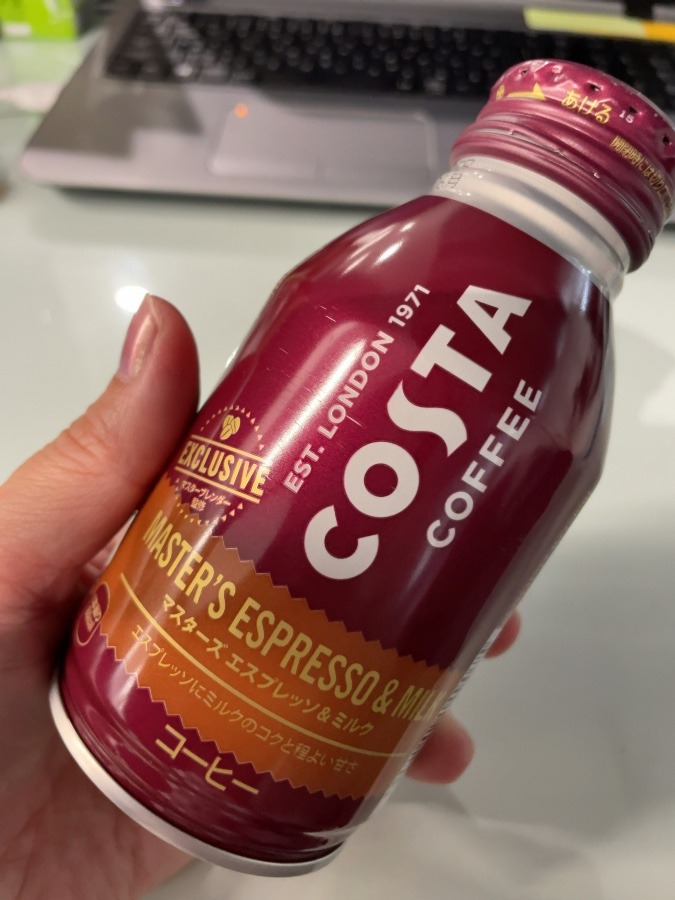 あける
15
EST. LONDON 1971
COSTA
COFFEE
EXCLUSIVE
マスターブレンダー
監修
MASTER'S ESPRESSO & MILK
マスターズ エスプレッソ&ミルク
エスプレッソにミルクのコクと程よい甘さ
コーヒー